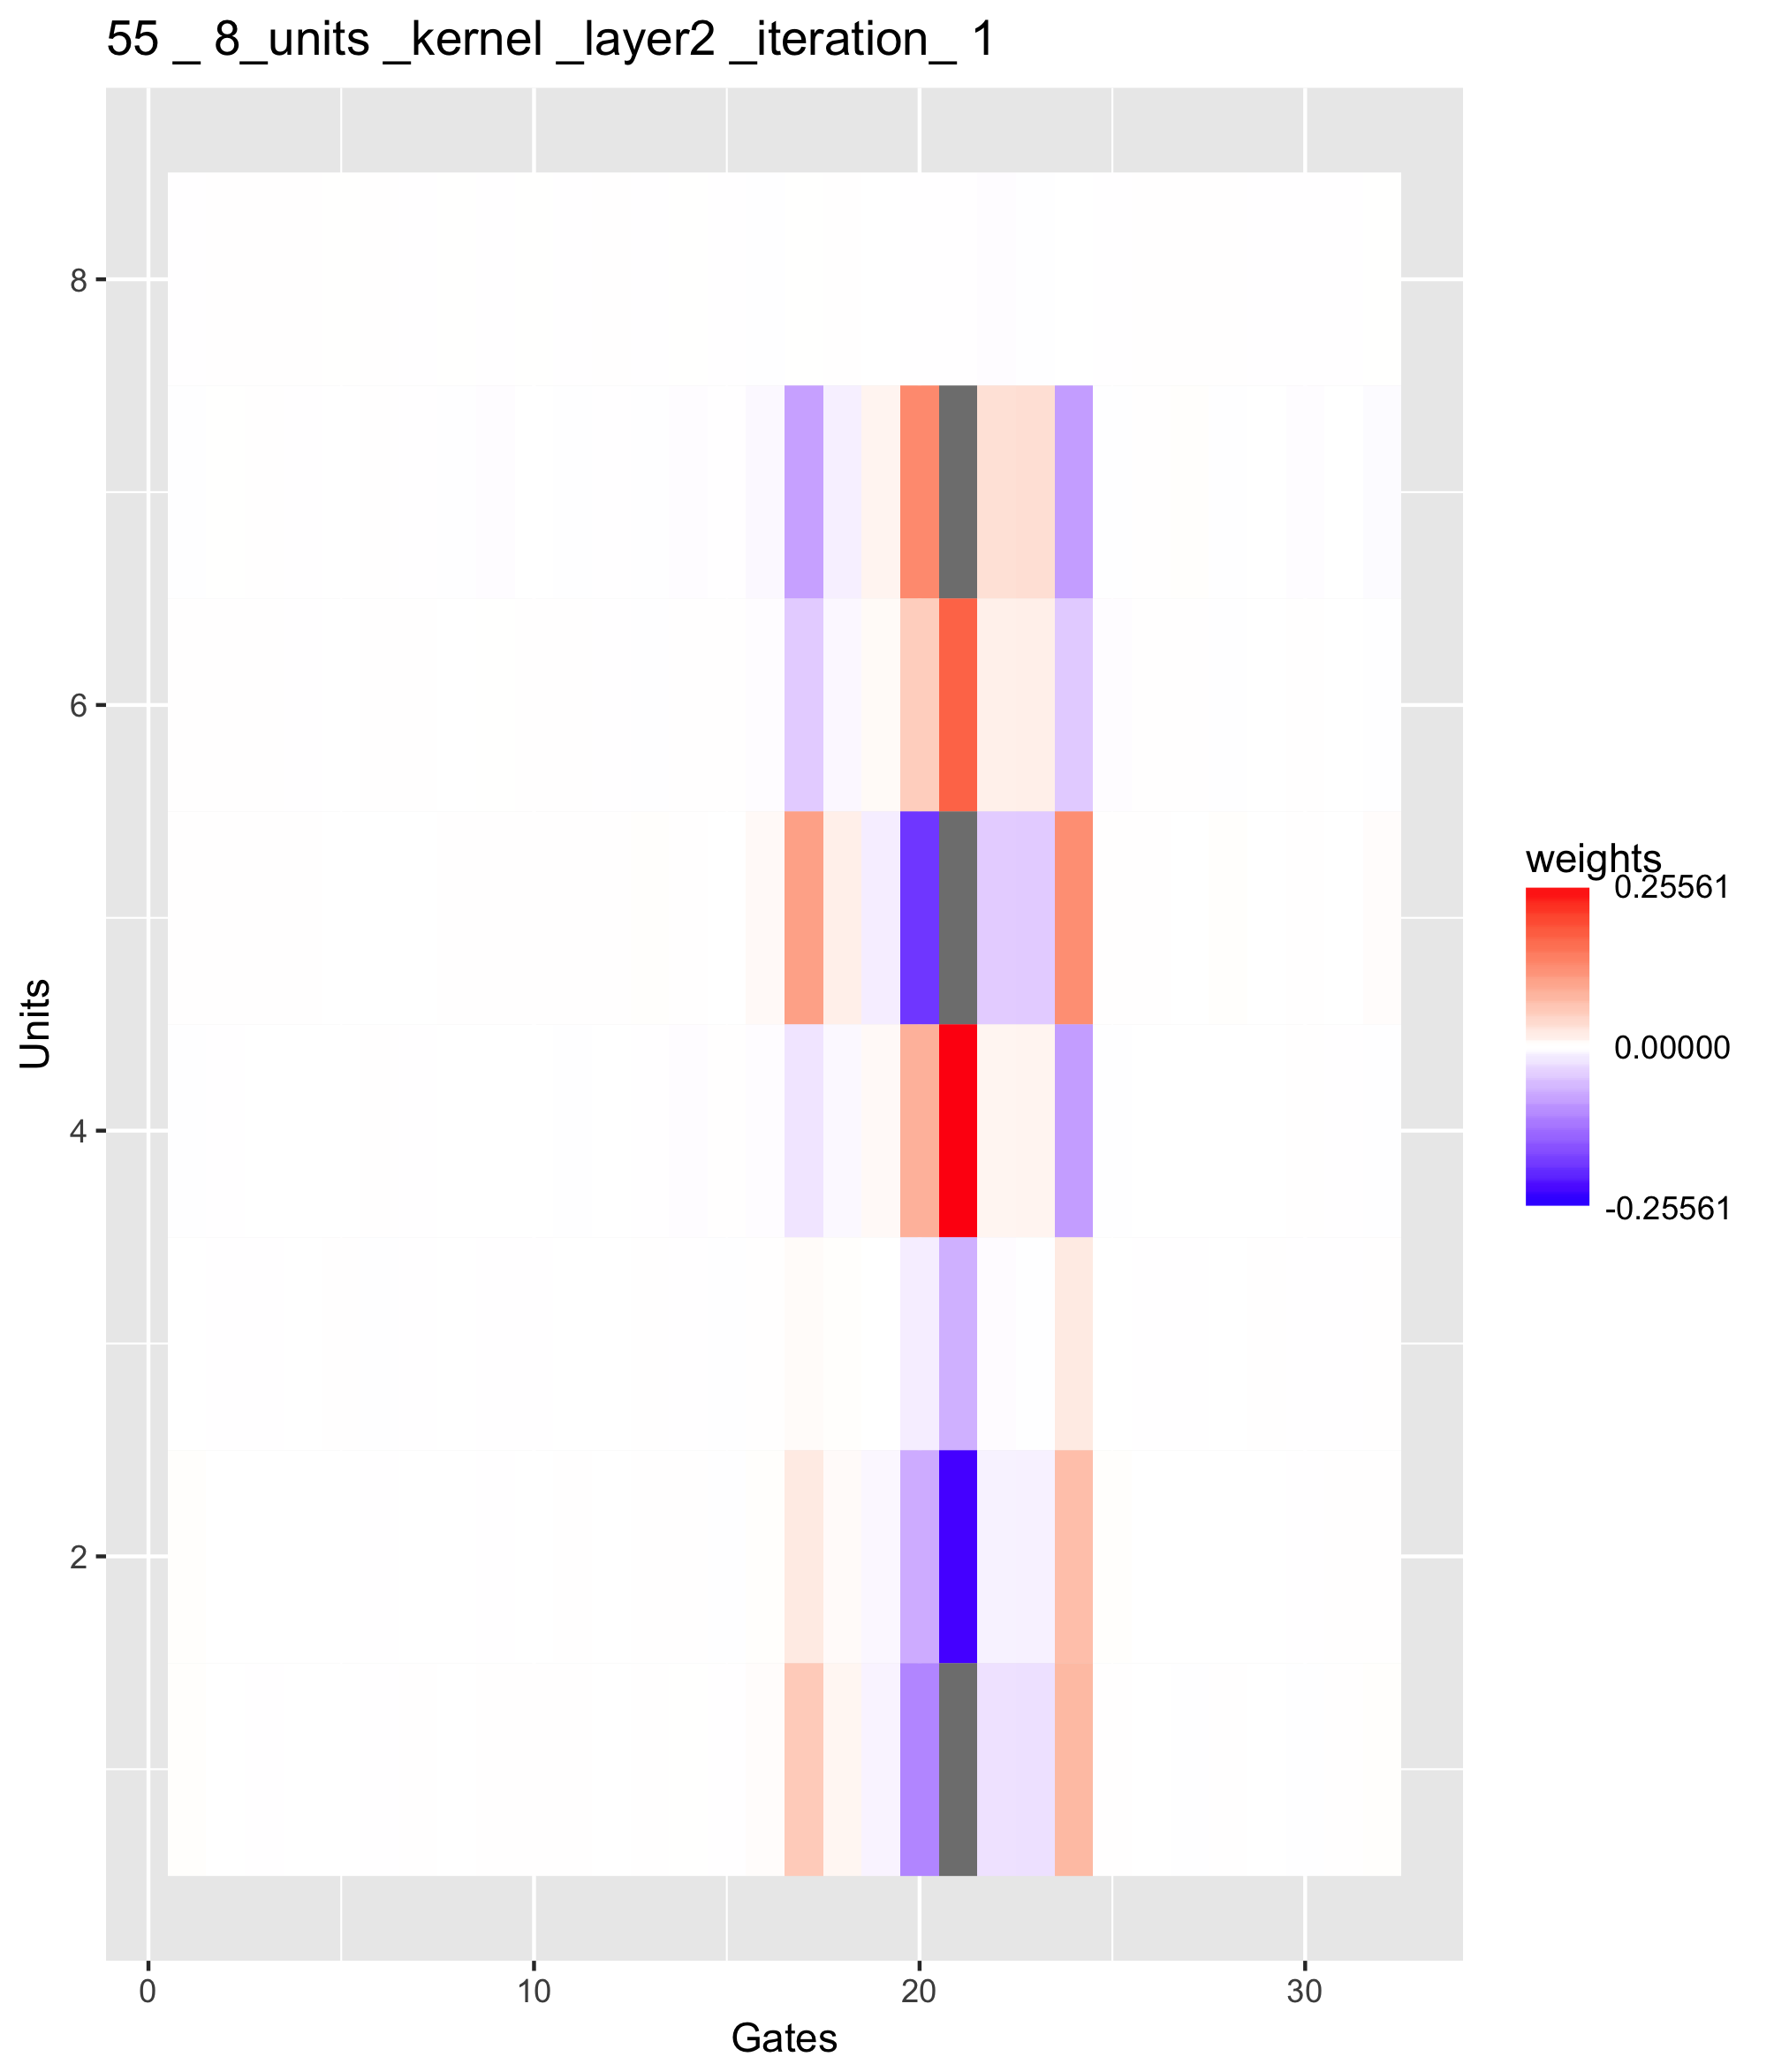 55 _ 8_units _kernel _layer2 _iteration_ 1
8
6
4
2
Units
0 10 20 30
Gates
weights
0.25561
0.00000
-0.25561